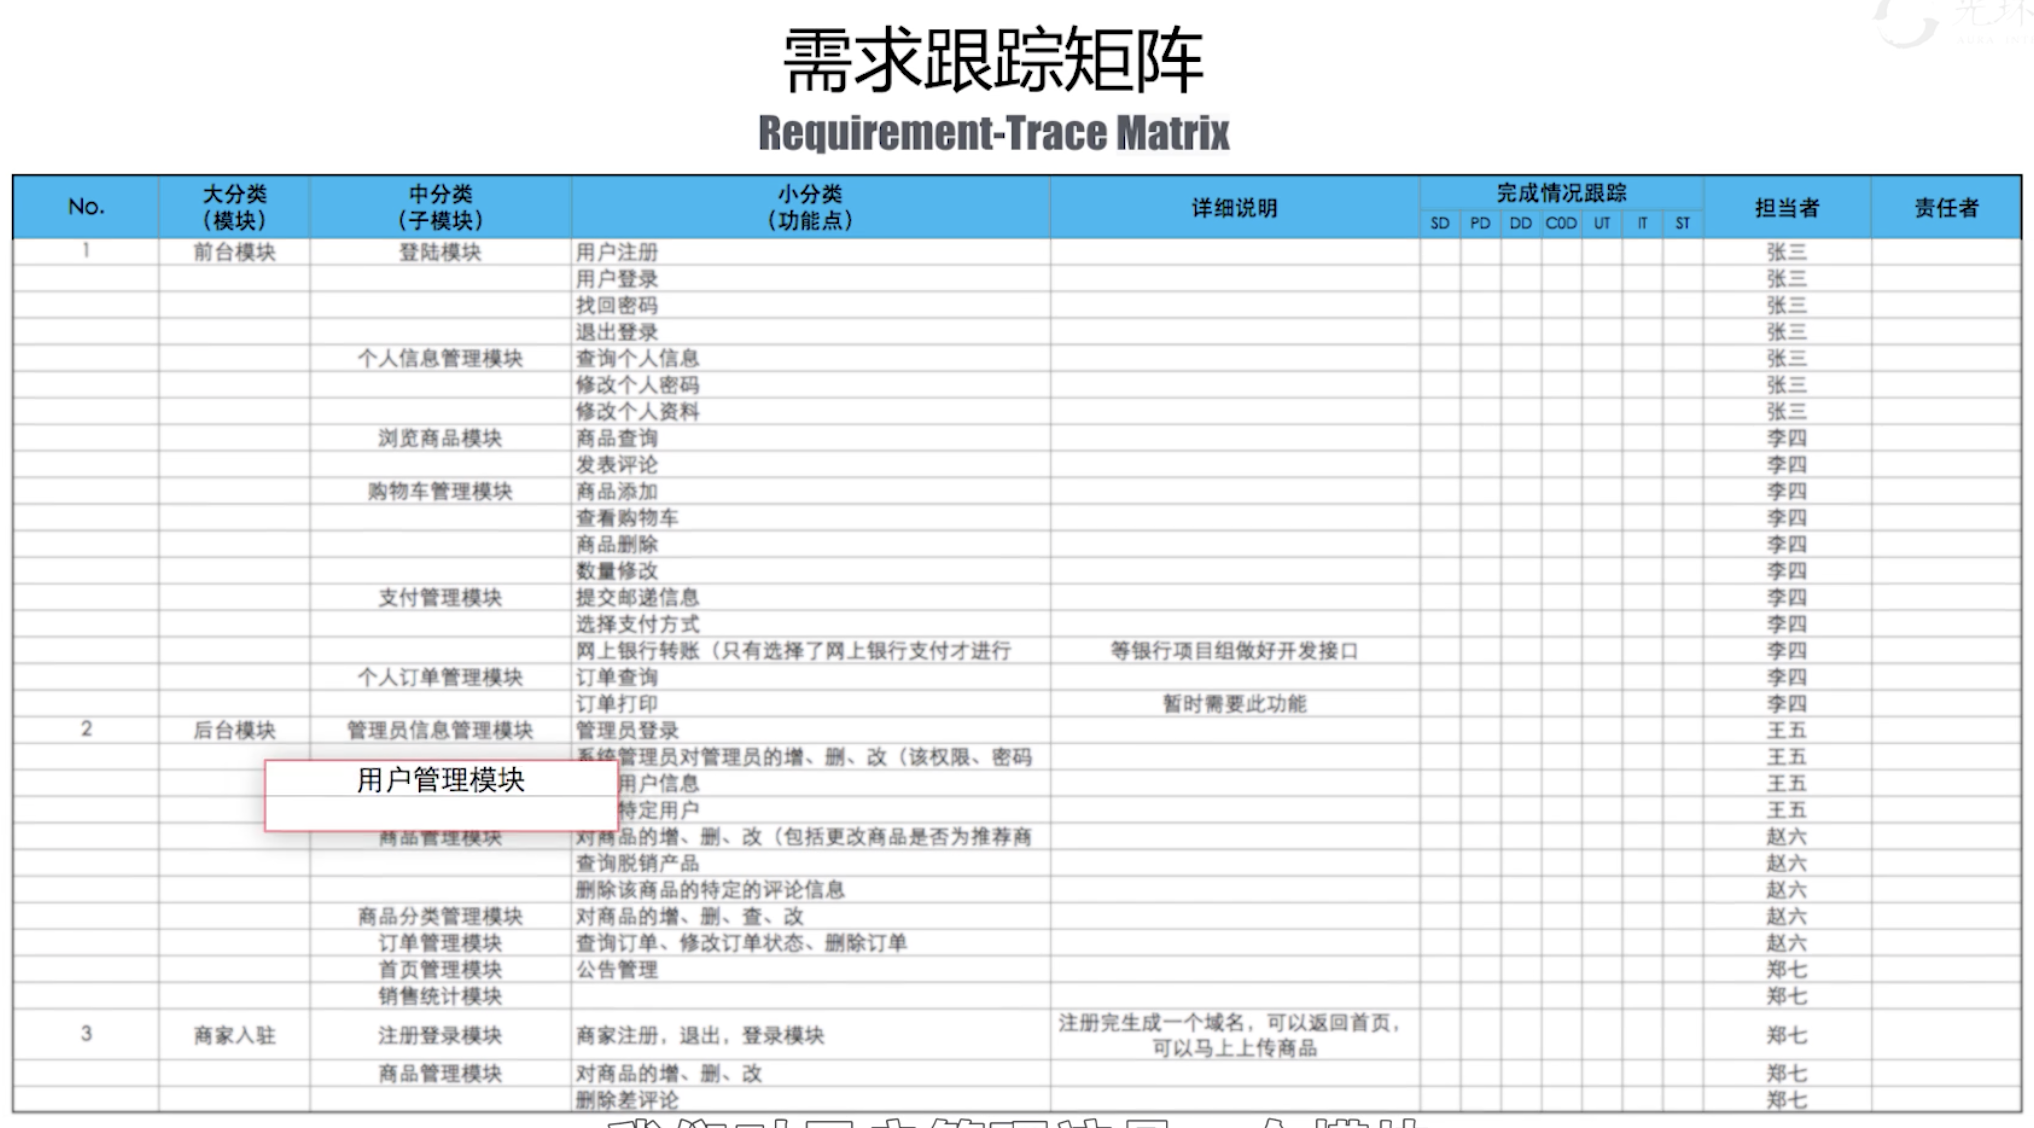 需求跟踪矩阵
Requirement-Trace Matrix
No. 大分类（模块） 中分类（子模块） 小分类（功能点） 详细说明 完成情况跟踪 担当者 责任者
SD PD DD COD UT IT ST
1 前台模块 登陆模块 用户注册 张三
用户登录 张三
找回密码 张三
退出登录 张三
个人信息管理模块 查询个人信息 张三
修改个人密码 张三
修改个人资料 张三
浏览商品模块 商品查询 李四
发表评论 李四
购物车管理模块 商品添加 李四
查看购物车 李四
商品删除 李四
数量修改 李四
支付管理模块 提交邮递信息 李四
选择支付方式 李四
网上银行转账（只有选择了网上银行支付才进行 等银行项目组做好开发接口 李四
个人订单管理模块 订单查询 李四
订单打印 暂时需要此功能 李四
2 后台模块 管理员信息管理模块 管理员登录 王五
系统管理员对管理员的增、删、改（该权限、密码 王五
用户管理模块 用户信息 王五
特定用户 王五
商品管理模块 对商品的增、删、改（包括更改商品是否为推荐商 赵六
查询脱销产品 赵六
删除该商品的特定的评论信息 赵六
商品分类管理模块 对商品的增、删、查、改 赵六
订单管理模块 查询订单、修改订单状态、删除订单 赵六
首页管理模块 公告管理 郑七
销售统计模块 郑七
3 商家入驻 注册登录模块 商家注册，退出，登录模块 注册完生成一个域名，可以返回首页，可以马上上传商品 郑七
商品管理模块 对商品的增、删、改 郑七
删除差评论 郑七